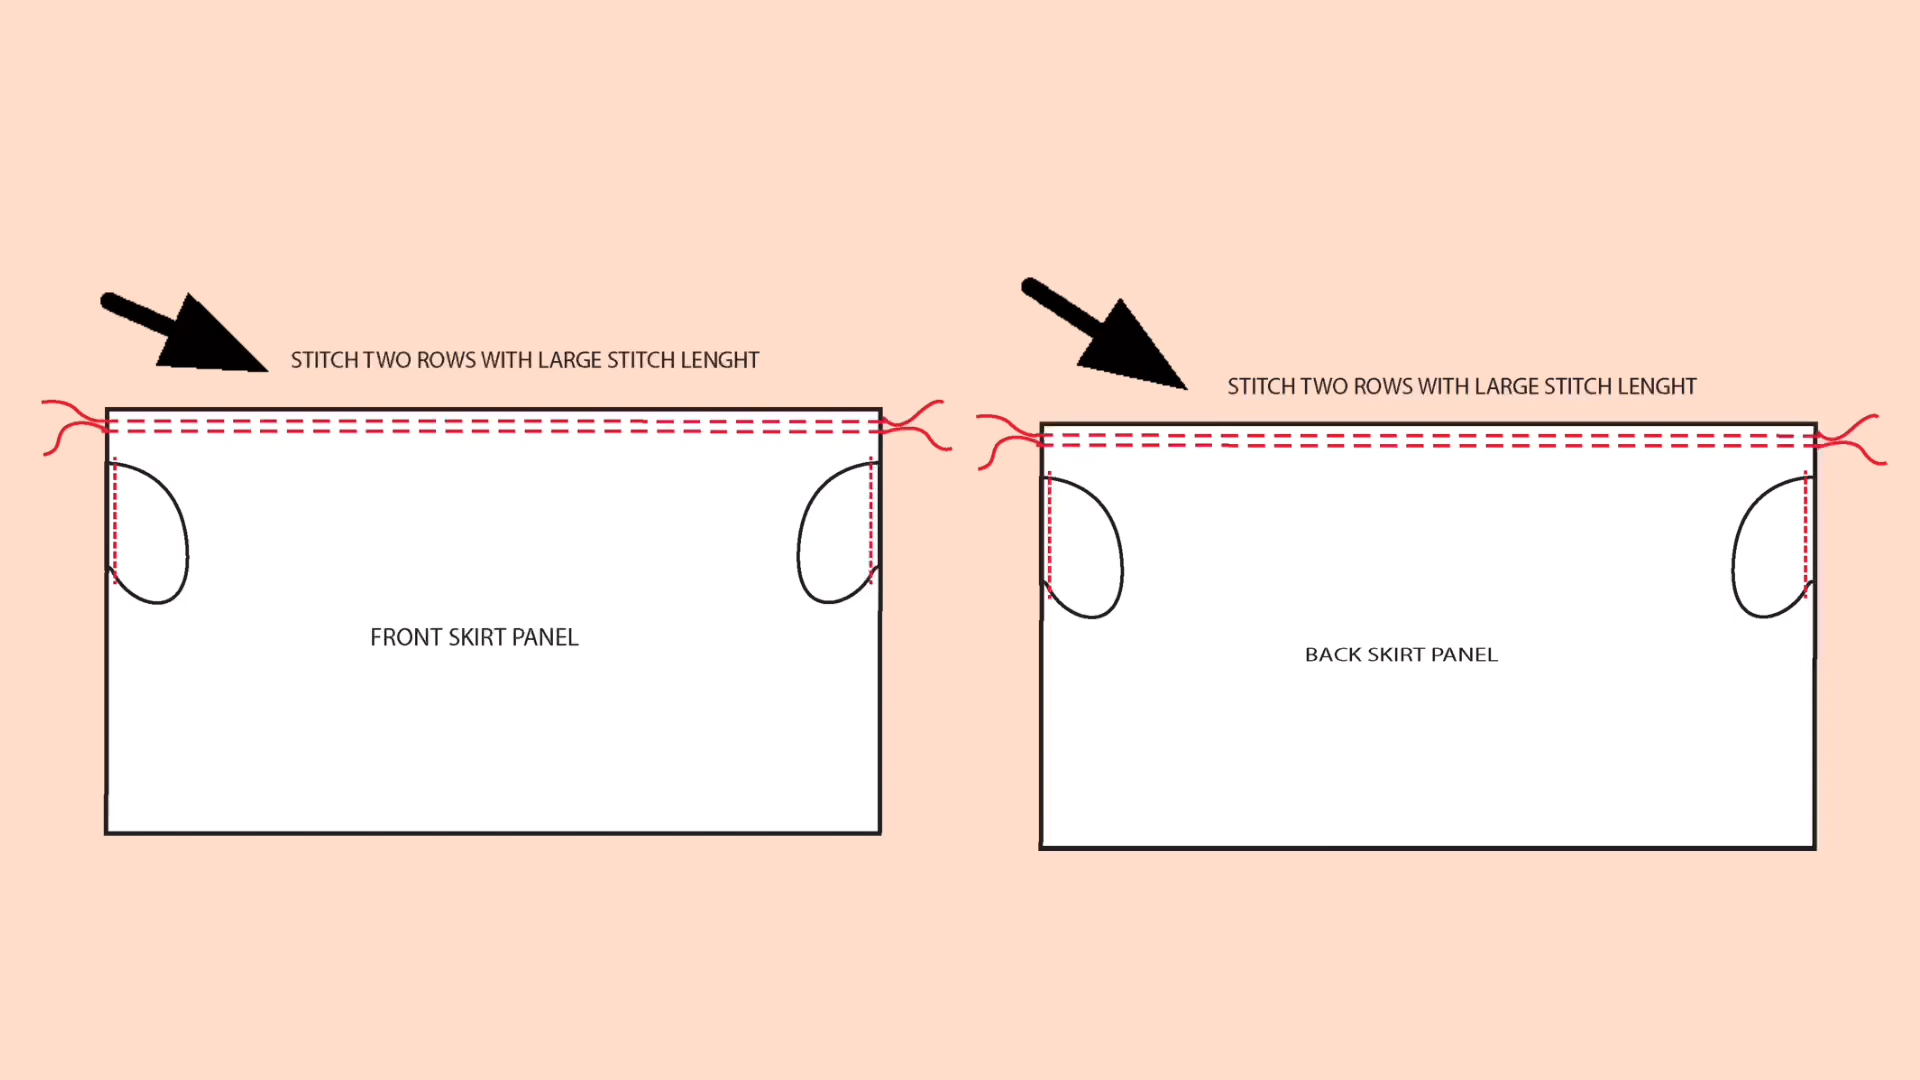 STITCH TWO ROWS WITH LARGE STITCH LENGHT
FRONT SKIRT PANEL
STITCH TWO ROWS WITH LARGE STITCH LENGHT
BACK SKIRT PANEL